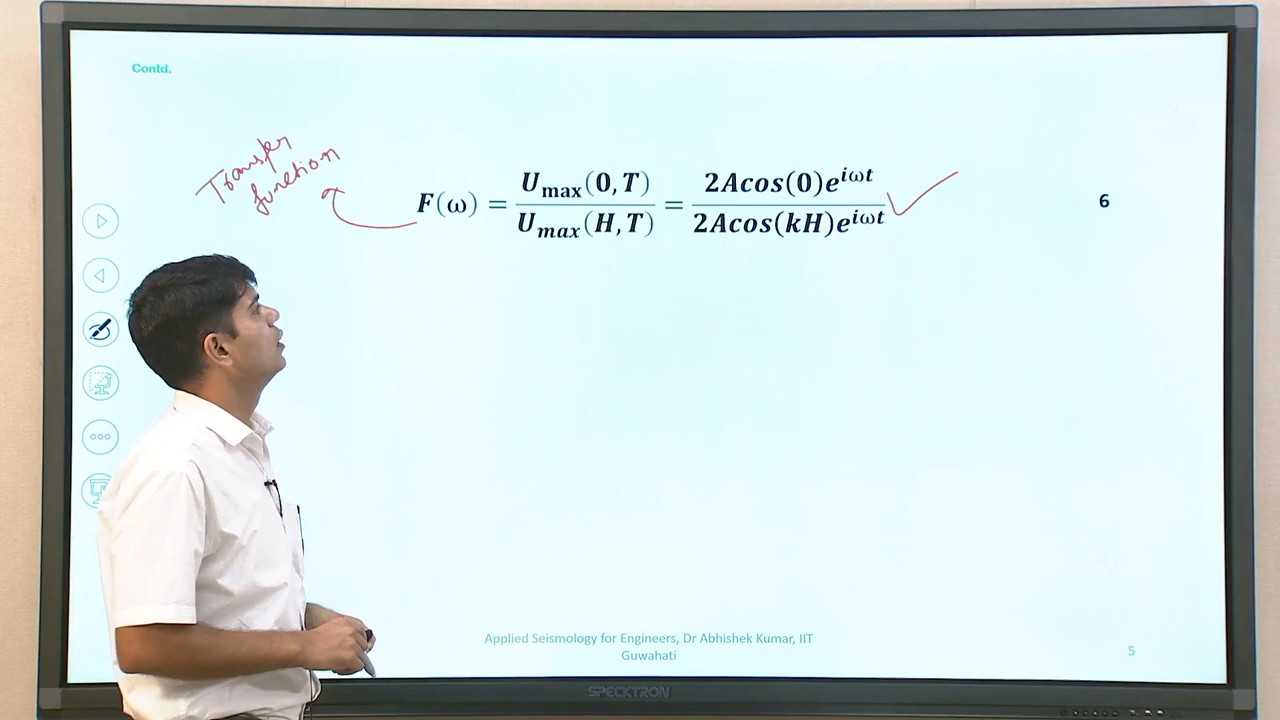 Contd.
Transfer
function
F(ω) = U_max(0, T) / U_max(H, T) = 2Acos(0)e^{iωt} / 2Acos(kH)e^{iωt}
6
Applied Seismology for Engineers, Dr Abhishek Kumar, IIT
Guwahati
5
SPECKTRON